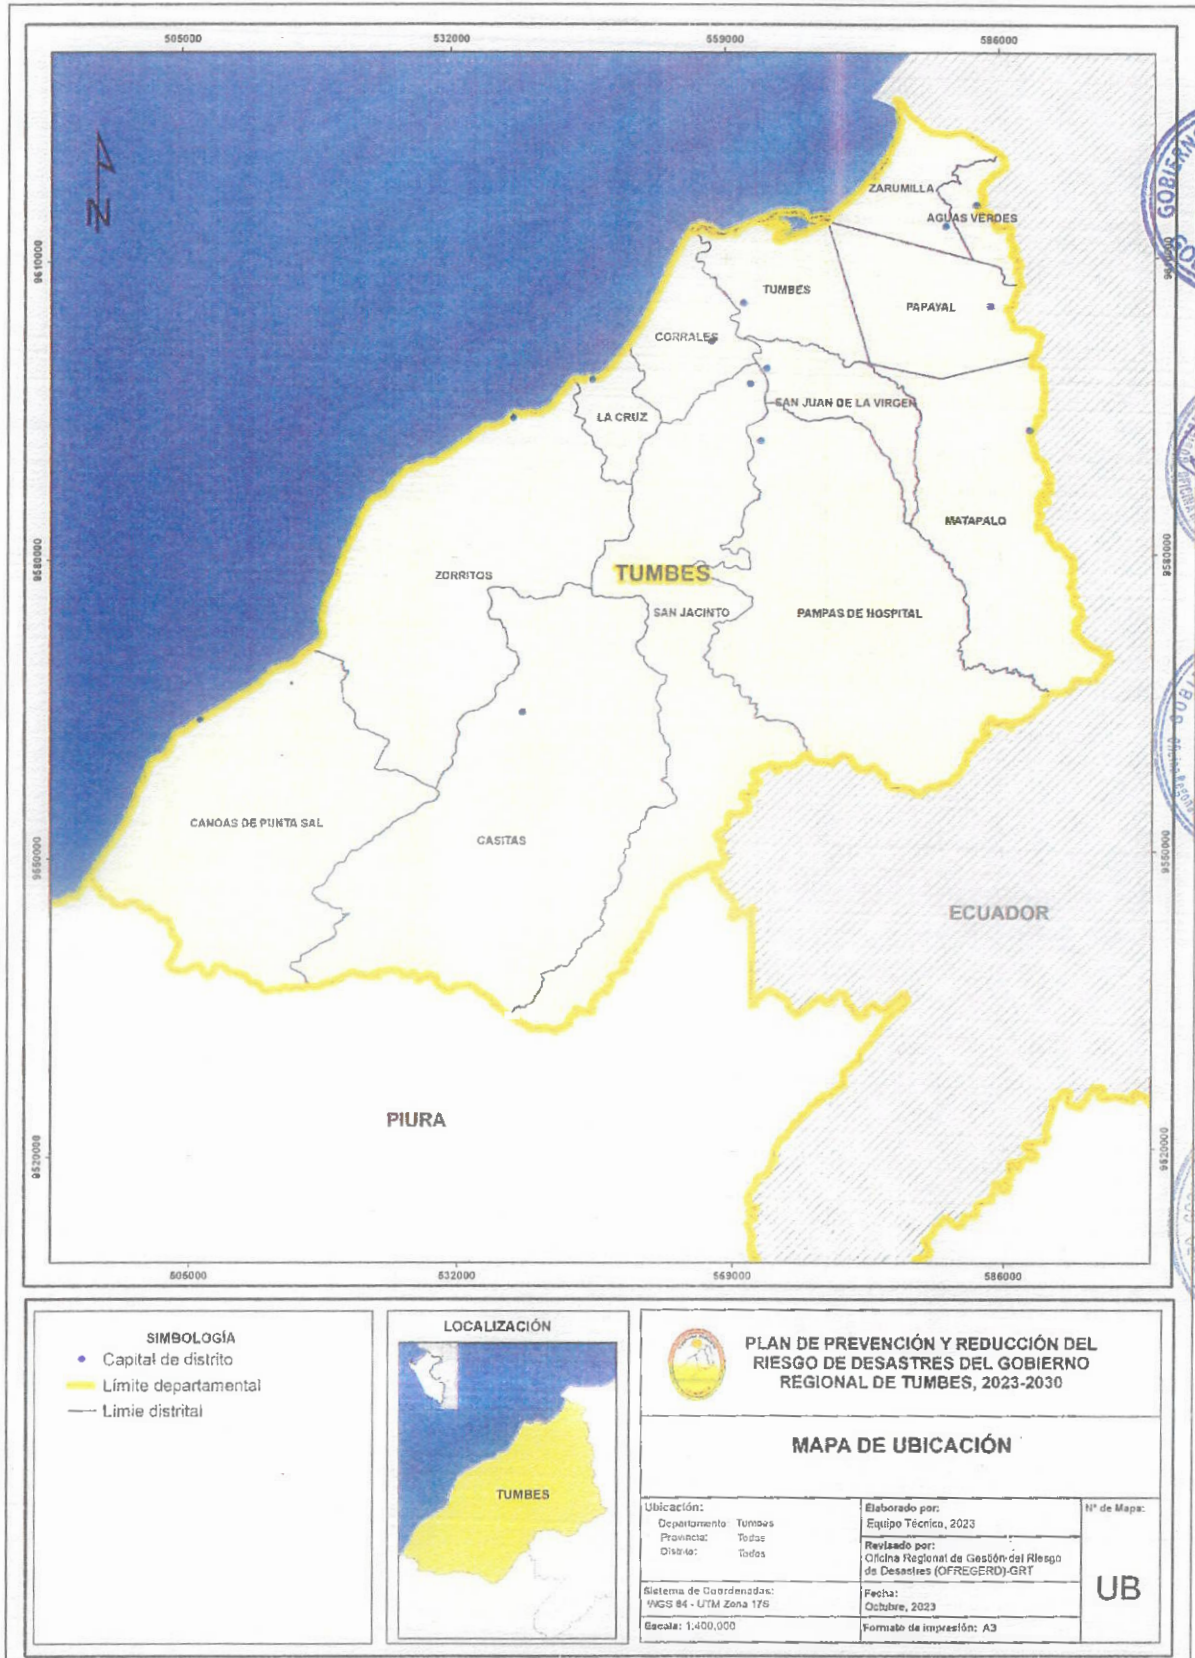 505000 532000 559000 586000
9610000
9580000
9550000
9520000
N
ZARUMILLA
AGUAS VERDES
TUMBES
PAPAYAL
CORRALES
SAN JUAN DE LA VIRGEN
LA CRUZ
MATAPALO
ZORRITOS
TUMBES
SAN JACINTO
PAMPAS DE HOSPITAL
CANOAS DE PUNTA SAL
CASITAS
ECUADOR
PIURA
9580000
9550000
9520000
505000 532000 559000 586000
GOBIERN
SIMBOLOGÍA
Capital de distrito
Límite departamental
Limie distrital
LOCALIZACIÓN
TUMBES
PLAN DE PREVENCIÓN Y REDUCCIÓN DEL
RIESGO DE DESASTRES DEL GOBIERNO
REGIONAL DE TUMBES, 2023-2030
MAPA DE UBICACIÓN
Ubicación:
Departamento: Tumbes
Provincia: Todas
Distrito: Todos
Sistema de Coordenadas:
WGS 84 - UTM Zona 17S
Escala: 1:400,000
Elaborado por:
Equipo Técnico, 2023
Revisado por:
Oficina Regional de Gestión del Riesgo
de Desastres (OFREGERD)-GRT
Fecha:
Octubre, 2023
Formato de impresión: A3
N° de Mapa:
UB